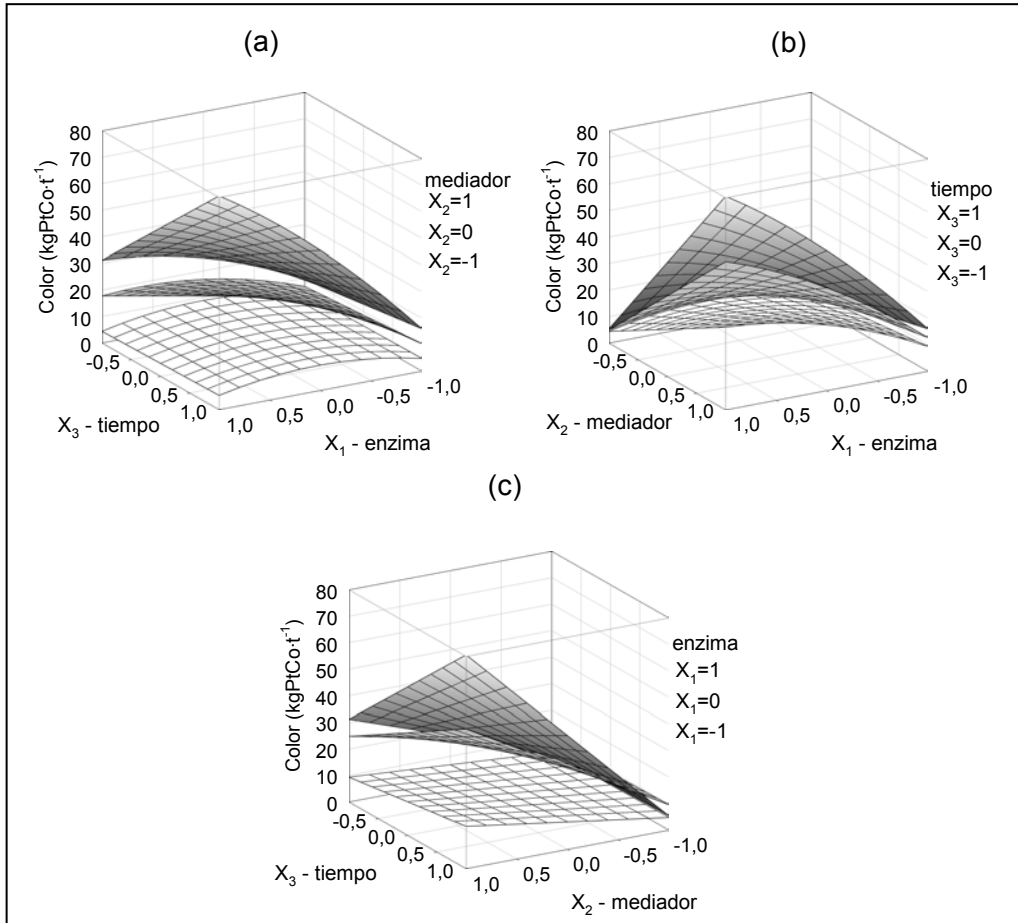 (a)
80
70
60
50
40
30
20
10
0
Color (kgPtCo·t⁻¹)
-0,5
0,0
0,5
1,0
X₃ - tiempo
1,0
0,5
0,0
-0,5
-1,0
X₁ - enzima
mediador
X₂=1
X₂=0
X₂=-1
(b)
80
70
60
50
40
30
20
10
0
Color (kgPtCo·t⁻¹)
-0,5
0,0
0,5
1,0
X₂ - mediador
1,0
0,5
0,0
-0,5
-1,0
X₁ - enzima
tiempo
X₃=1
X₃=0
X₃=-1
(c)
80
70
60
50
40
30
20
10
0
Color (kgPtCo·t⁻¹)
-0,5
0,0
0,5
1,0
X₃ - tiempo
1,0
0,5
0,0
-0,5
-1,0
X₂ - mediador
enzima
X₁=1
X₁=0
X₁=-1